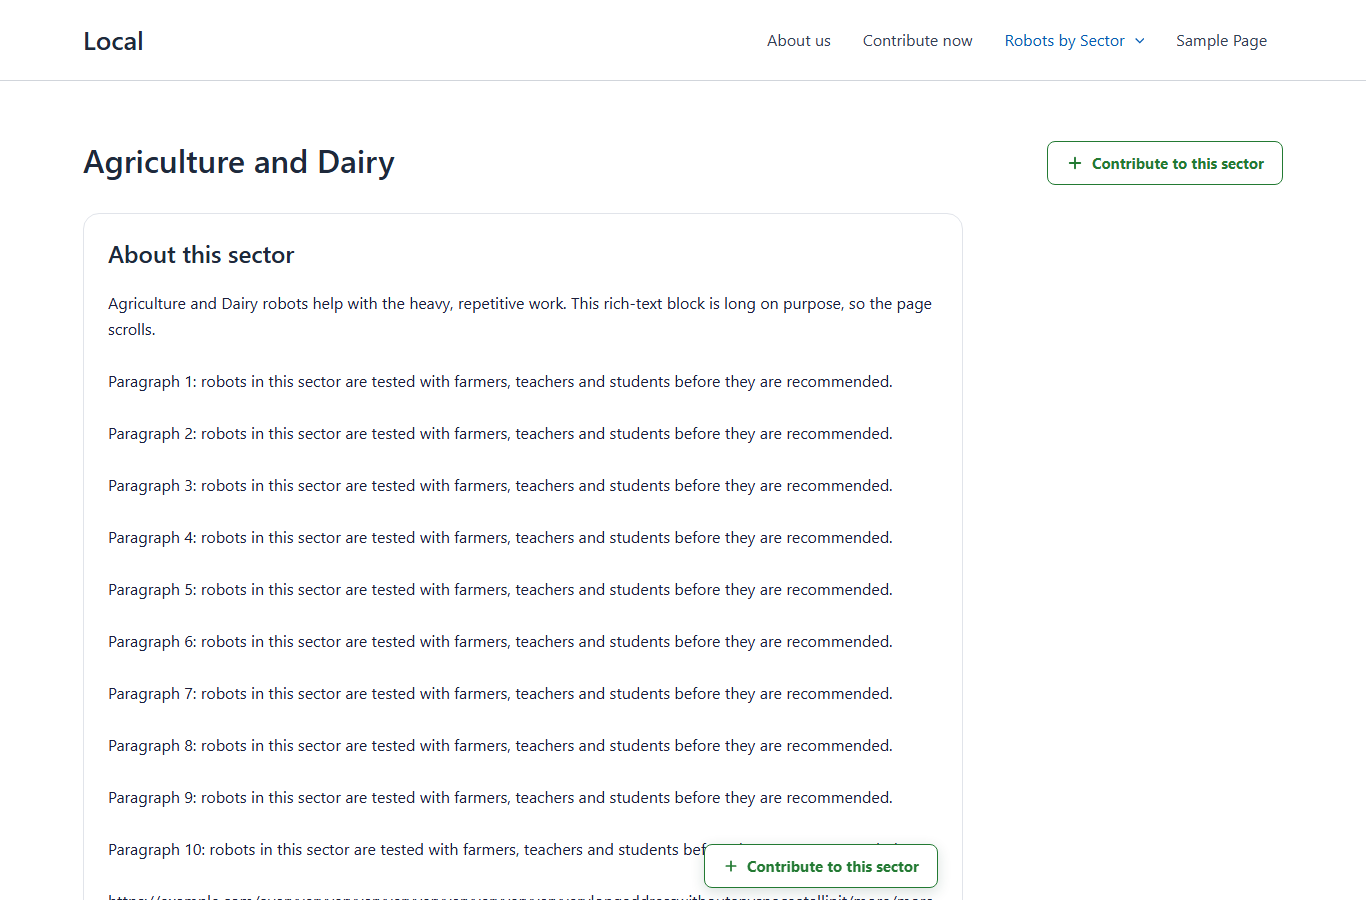 Local
About us
Contribute now
Robots by Sector
Sample Page
Agriculture and Dairy
+ Contribute to this sector
About this sector
Agriculture and Dairy robots help with the heavy, repetitive work. This rich-text block is long on purpose, so the page
scrolls.
Paragraph 1: robots in this sector are tested with farmers, teachers and students before they are recommended.
Paragraph 2: robots in this sector are tested with farmers, teachers and students before they are recommended.
Paragraph 3: robots in this sector are tested with farmers, teachers and students before they are recommended.
Paragraph 4: robots in this sector are tested with farmers, teachers and students before they are recommended.
Paragraph 5: robots in this sector are tested with farmers, teachers and students before they are recommended.
Paragraph 6: robots in this sector are tested with farmers, teachers and students before they are recommended.
Paragraph 7: robots in this sector are tested with farmers, teachers and students before they are recommended.
Paragraph 8: robots in this sector are tested with farmers, teachers and students before they are recommended.
Paragraph 9: robots in this sector are tested with farmers, teachers and students before they are recommended.
Paragraph 10: robots in this sector are tested with farmers, teachers and students
+ Contribute to this sector